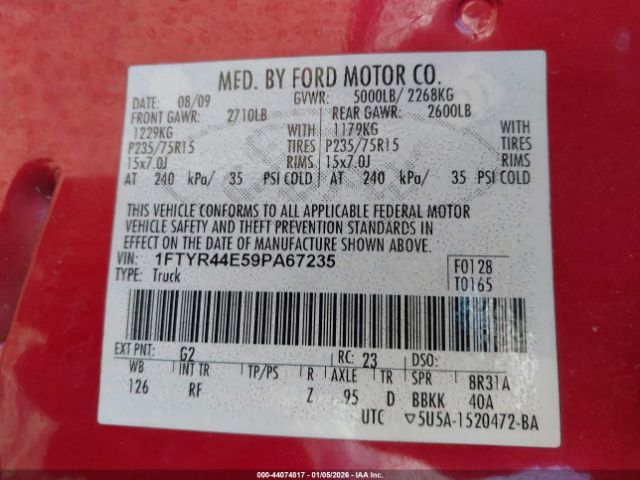 MFD. BY FORD MOTOR CO.
DATE: 08/09 GVWR: 5000LB/ 2268KG
FRONT GAWR: 2710LB REAR GAWR: 2600LB
1229KG WITH 1179KG WITH
P235/75R15 TIRES P235/75R15 TIRES
15x7.0J RIMS 15x7.0J RIMS
AT 240 kPa/ 35 PSI COLD AT 240 kPa/ 35 PSI COLD
THIS VEHICLE CONFORMS TO ALL APPLICABLE FEDERAL MOTOR
VEHICLE SAFETY AND THEFT PREVENTION STANDARDS IN
EFFECT ON THE DATE OF MANUFACTURE SHOWN ABOVE.
VIN: 1FTYR44E59PA67235 F0128
TYPE: Truck T0165
EXT PNT: G2 RC: 23 DSO:
WB INT TR TP/PS R AXLE TR SPR 8R31A
126 RF Z 95 D BBKK 40A
UTC ▽5U5A-1520472-BA
000-44074817 - 01/05/2026 - IAA Inc.